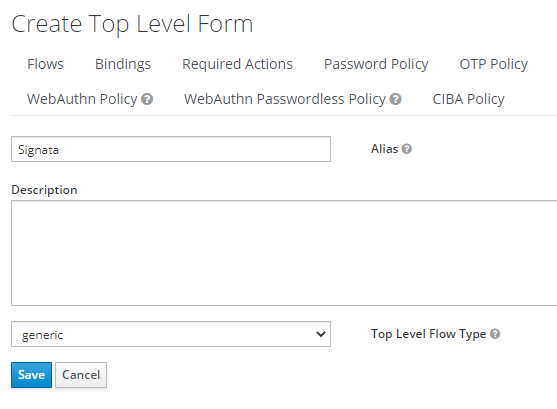 Create Top Level Form
Flows Bindings Required Actions Password Policy OTP Policy
WebAuthn Policy ? WebAuthn Passwordless Policy ? CIBA Policy
Signata Alias ?
Description
generic Top Level Flow Type ?
Save Cancel